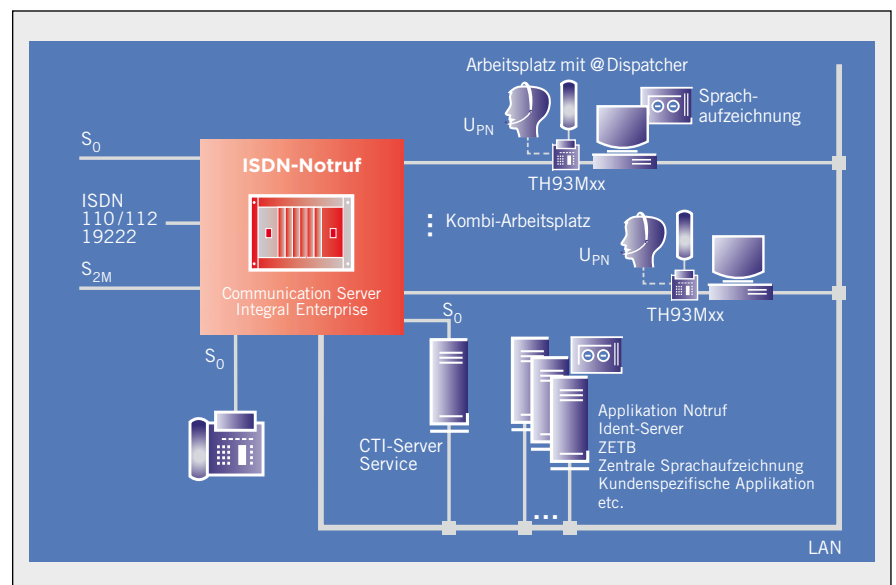 Arbeitsplatz mit @Dispatcher
Sprach-
aufzeichnung
U_PN
TH93Mxx
S_0
ISDN
110/112
19222
S_2M
ISDN-Notruf
Communication Server
Integral Enterprise
Kombi-Arbeitsplatz
U_PN
TH93Mxx
S_0
S_0
CTI-Server
Service
Applikation Notruf
Ident-Server
ZETB
Zentrale Sprachaufzeichnung
Kundenspezifische Applikation
etc.
LAN